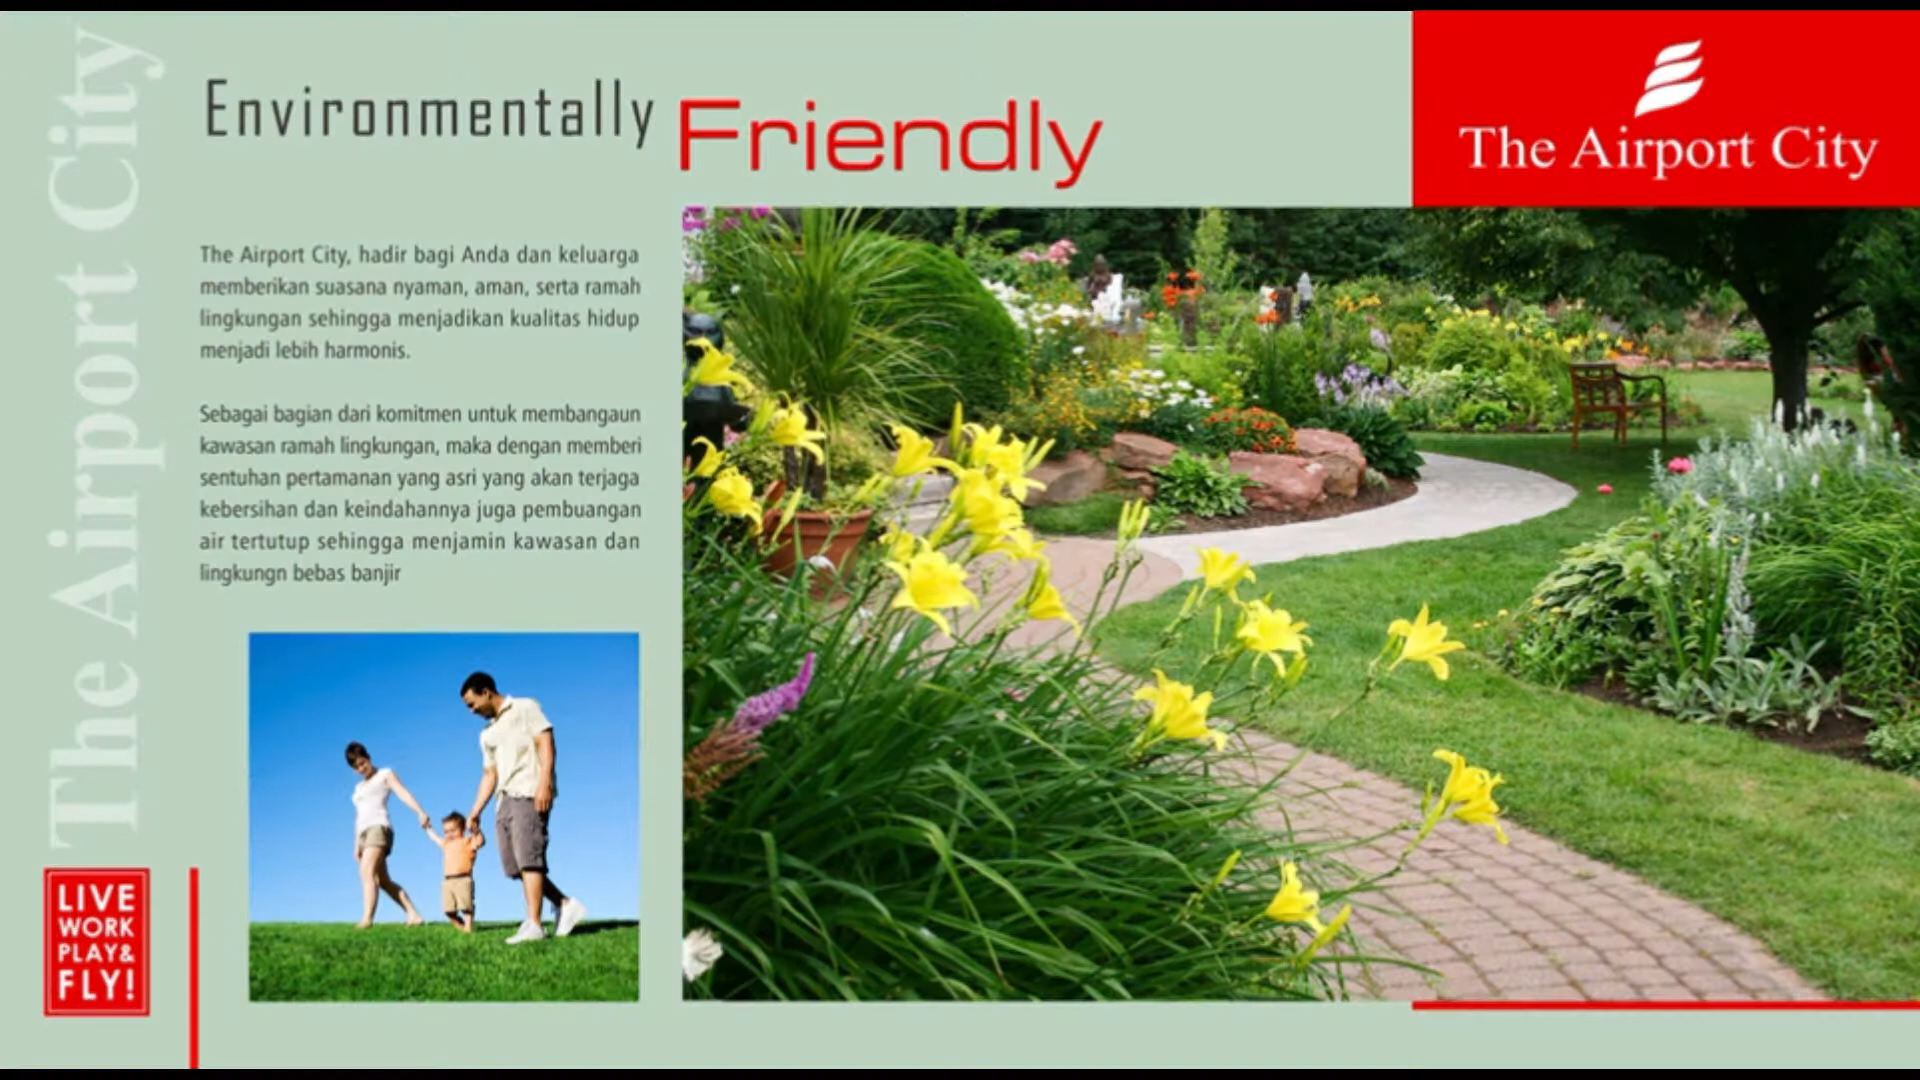 The Airport City
Environmentally Friendly
The Airport City
The Airport City, hadir bagi Anda dan keluarga
memberikan suasana nyaman, aman, serta ramah
lingkungan sehingga menjadikan kualitas hidup
menjadi lebih harmonis.
Sebagai bagian dari komitmen untuk membangaun
kawasan ramah lingkungan, maka dengan memberi
sentuhan pertamanan yang asri yang akan terjaga
kebersihan dan keindahannya juga pembuangan
air tertutup sehingga menjamin kawasan dan
lingkungn bebas banjir
LIVE
WORK
PLAY&
FLY!